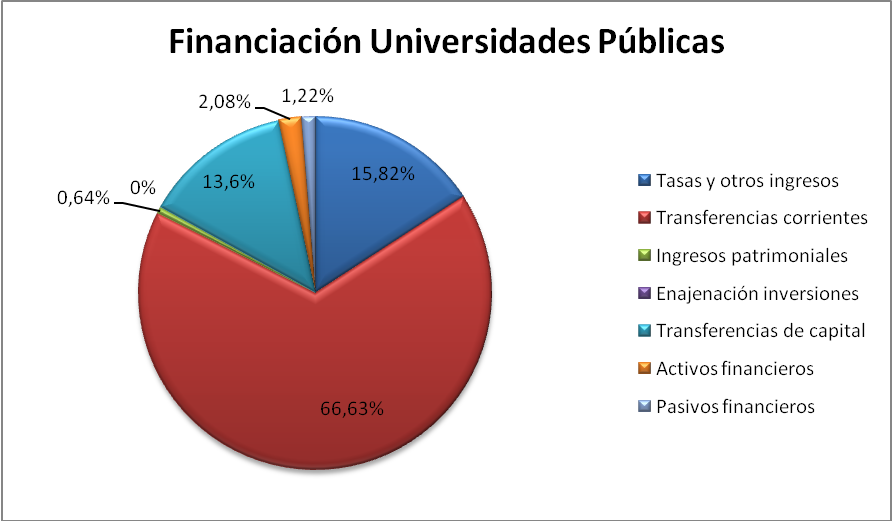 Financiación Universidades Públicas
2,08%
1,22%
15,82%
13,6%
0%
0,64%
66,63%
Tasas y otros ingresos
Transferencias corrientes
Ingresos patrimoniales
Enajenación inversiones
Transferencias de capital
Activos financieros
Pasivos financieros